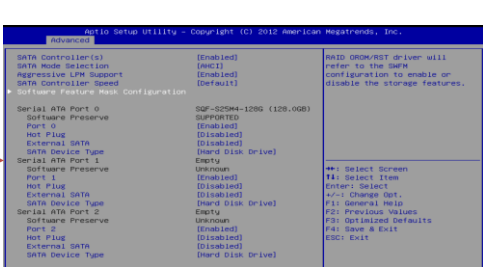 Aptio Setup Utility – Copyright (C) 2012 American Megatrends, Inc.
Advanced
SATA Controller(s) [Enabled]
SATA Mode Selection [AHCI]
Aggressive LPM Support [Enabled]
SATA Controller Speed [Default]
Software Feature Mask Configuration
Serial ATA Port 0 SQF-S25M4-128G (128.0GB)
Software Preserve SUPPORTED
Port 0 [Enabled]
Hot Plug [Disabled]
External SATA [Disabled]
SATA Device Type [Hard Disk Drive]
Serial ATA Port 1 Empty
Software Preserve Unknown
Port 1 [Enabled]
Hot Plug [Disabled]
External SATA [Disabled]
SATA Device Type [Hard Disk Drive]
Serial ATA Port 2 Empty
Software Preserve Unknown
Port 2 [Enabled]
Hot Plug [Disabled]
External SATA [Disabled]
SATA Device Type [Hard Disk Drive]
RAID OROM/RST driver will
refer to the SWFM
configuration to enable or
disable the storage features.
↔: Select Screen
↑↓: Select Item
Enter: Select
+/-: Change Opt.
F1: General Help
F2: Previous Values
F3: Optimized Defaults
F4: Save & Exit
ESC: Exit